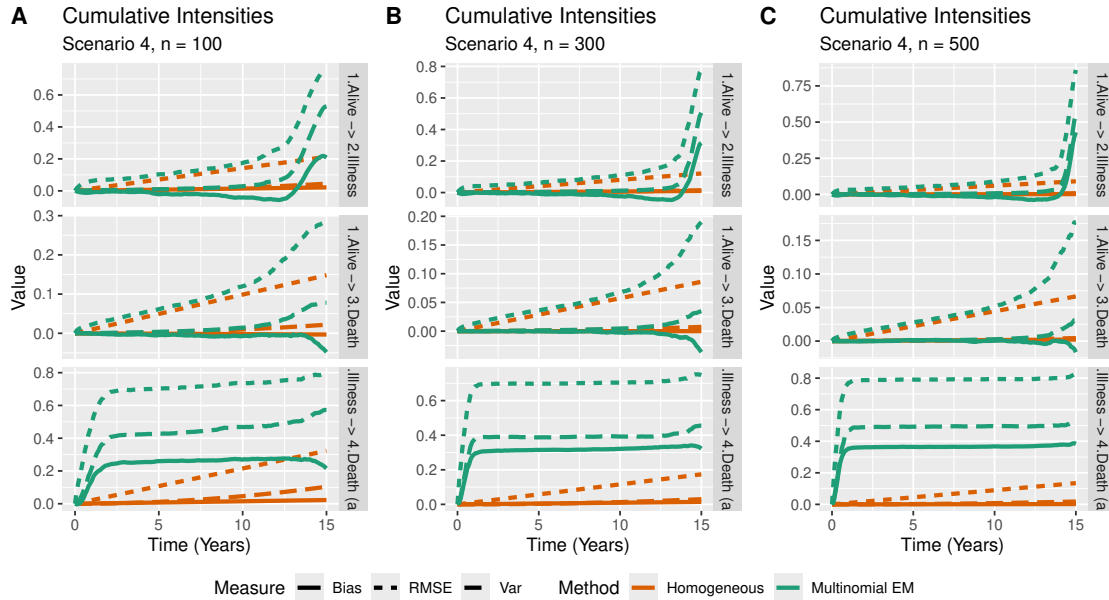 A
Cumulative Intensities
Scenario 4, n = 100
Value
0.6
0.4
0.2
0.0
1.Alive −> 2.Illness
0.3
0.2
0.1
0.0
1.Alive −> 3.Death
0.8
0.6
0.4
0.2
0.0
.Illness −> 4.Death (a
0 5 10 15
Time (Years)
B
Cumulative Intensities
Scenario 4, n = 300
Value
0.8
0.6
0.4
0.2
0.0
1.Alive −> 2.Illness
0.20
0.15
0.10
0.05
0.00
1.Alive −> 3.Death
0.6
0.4
0.2
0.0
.Illness −> 4.Death (a
0 5 10 15
Time (Years)
C
Cumulative Intensities
Scenario 4, n = 500
Value
0.75
0.50
0.25
0.00
1.Alive −> 2.Illness
0.15
0.10
0.05
0.00
1.Alive −> 3.Death
0.8
0.6
0.4
0.2
0.0
.Illness −> 4.Death (a
0 5 10 15
Time (Years)
Measure Bias RMSE Var Method Homogeneous Multinomial EM